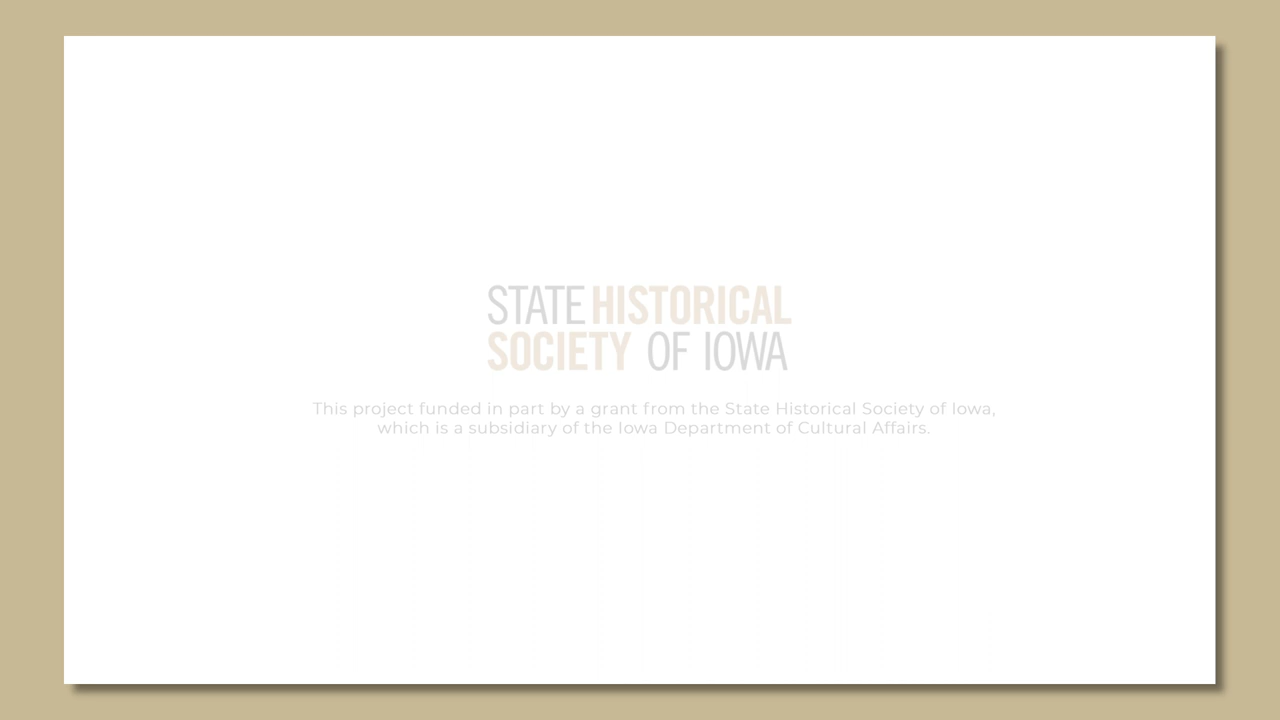 STATE HISTORICAL
SOCIETY OF IOWA
This project funded in part by a grant from the State Historical Society of Iowa,
which is a subsidiary of the Iowa Department of Cultural Affairs.